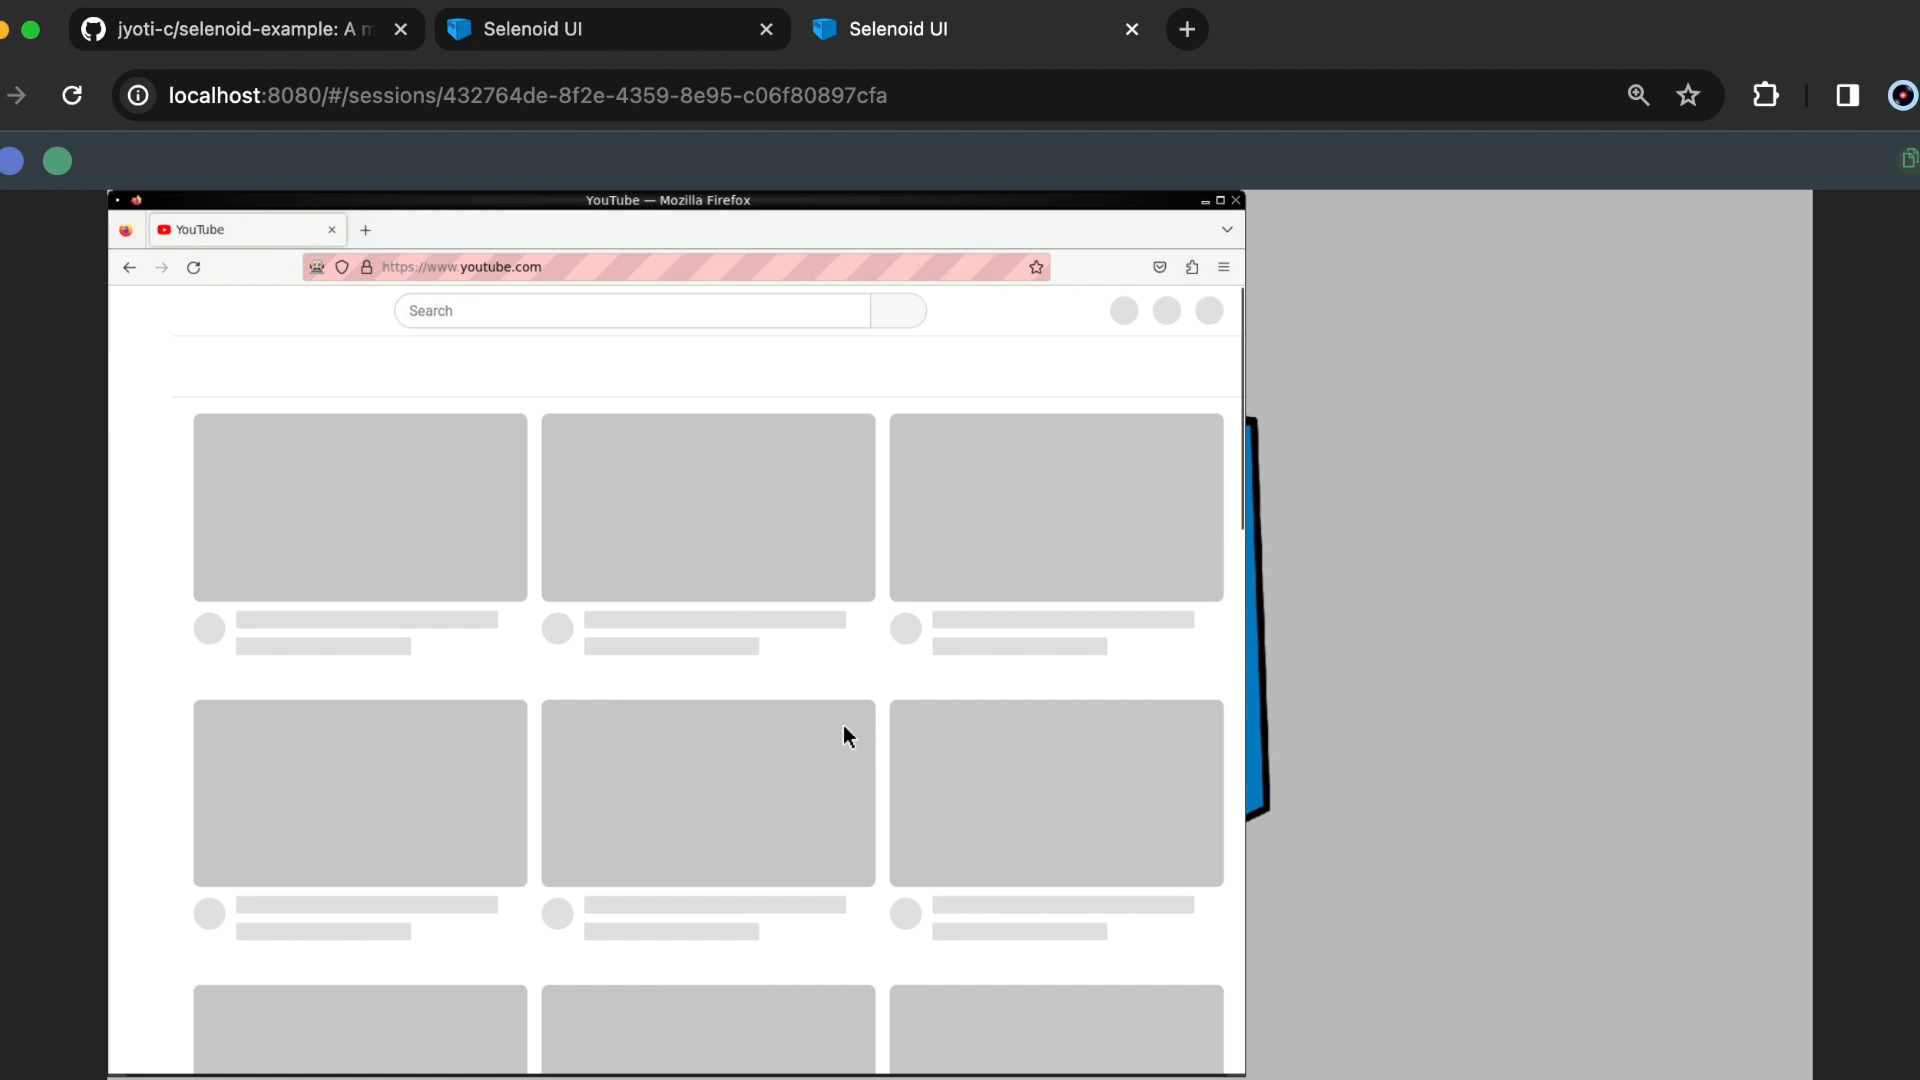 jyoti-c/selenoid-example: A m
Selenoid UI
Selenoid UI
localhost:8080/#/sessions/432764de-8f2e-4359-8e95-c06f80897cfa
YouTube — Mozilla Firefox
YouTube
https://www.youtube.com
Search